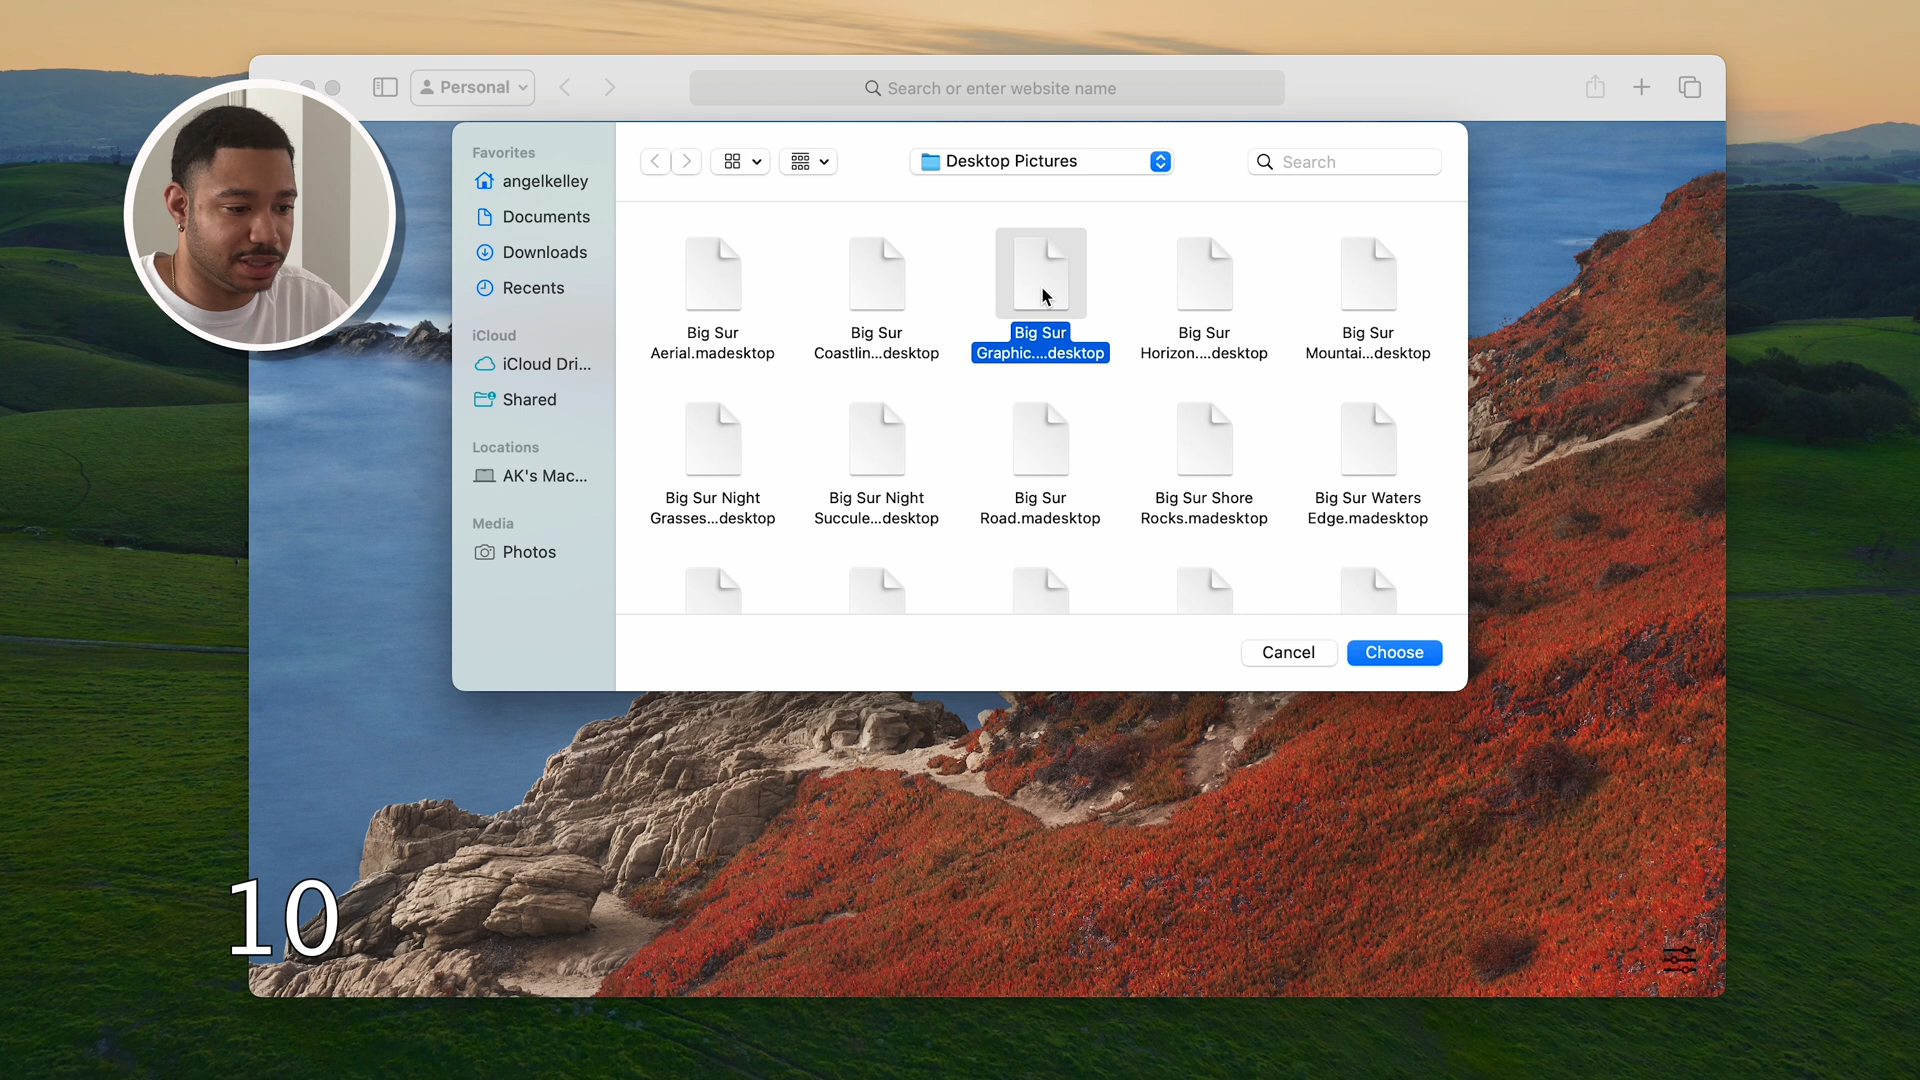 Personal
Search or enter website name
Favorites
angelkelley
Documents
Downloads
Recents
iCloud
iCloud Dri...
Shared
Locations
AK's Mac...
Media
Photos
Desktop Pictures
Search
Big Sur
Aerial.madesktop
Big Sur
Coastlin...desktop
Big Sur
Graphic....desktop
Big Sur
Horizon....desktop
Big Sur
Mountai...desktop
Big Sur Night
Grasses...desktop
Big Sur Night
Succule...desktop
Big Sur
Road.madesktop
Big Sur Shore
Rocks.madesktop
Big Sur Waters
Edge.madesktop
Cancel
Choose
10